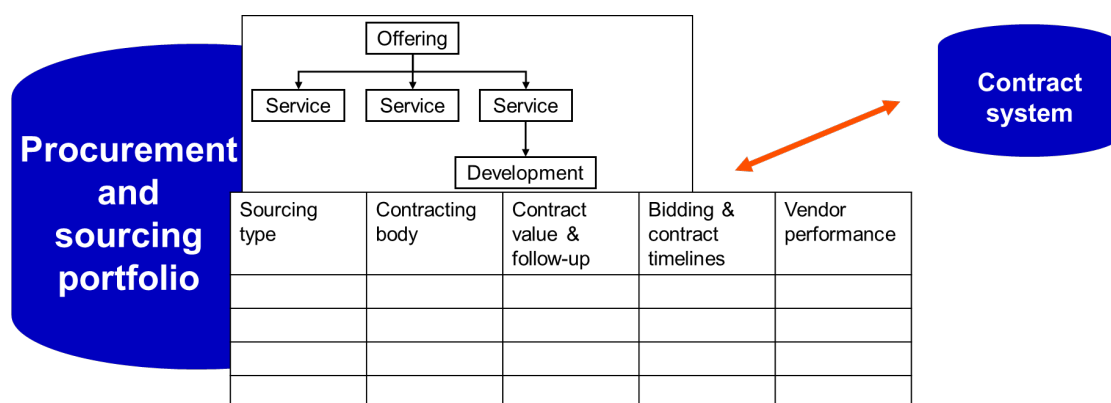 Offering
Service
Service
Service
Development
Procurement
and
sourcing
portfolio
Contract
system
Sourcing
type
Contracting
body
Contract
value &
follow-up
Bidding &
contract
timelines
Vendor
performance